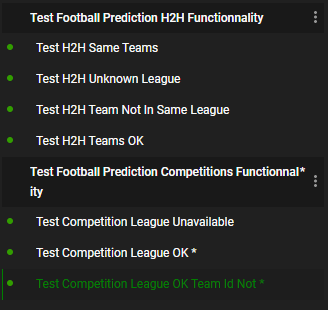 Test Football Prediction H2H Functionnality
Test H2H Same Teams
Test H2H Unknown League
Test H2H Team Not In Same League
Test H2H Teams OK
Test Football Prediction Competitions Functionnal*
ity
Test Competition League Unavailable
Test Competition League OK *
Test Competition League OK Team Id Not *